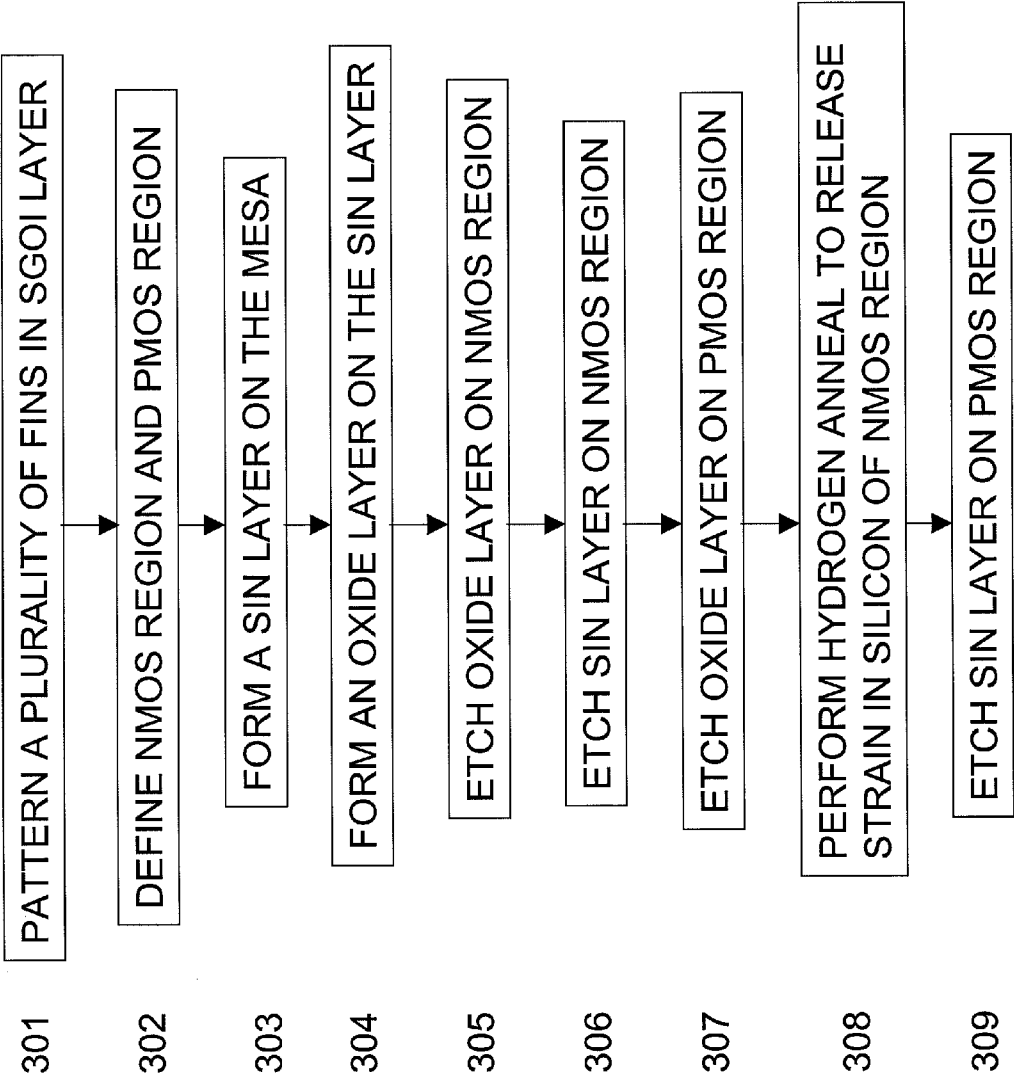 301 PATTERN A PLURALITY OF FINS IN SGOI LAYER
302 DEFINE NMOS REGION AND PMOS REGION
303 FORM A SIN LAYER ON THE MESA
304 FORM AN OXIDE LAYER ON THE SIN LAYER
305 ETCH OXIDE LAYER ON NMOS REGION
306 ETCH SIN LAYER ON NMOS REGION
307 ETCH OXIDE LAYER ON PMOS REGION
308 PERFORM HYDROGEN ANNEAL TO RELEASE
STRAIN IN SILICON OF NMOS REGION
309 ETCH SIN LAYER ON PMOS REGION